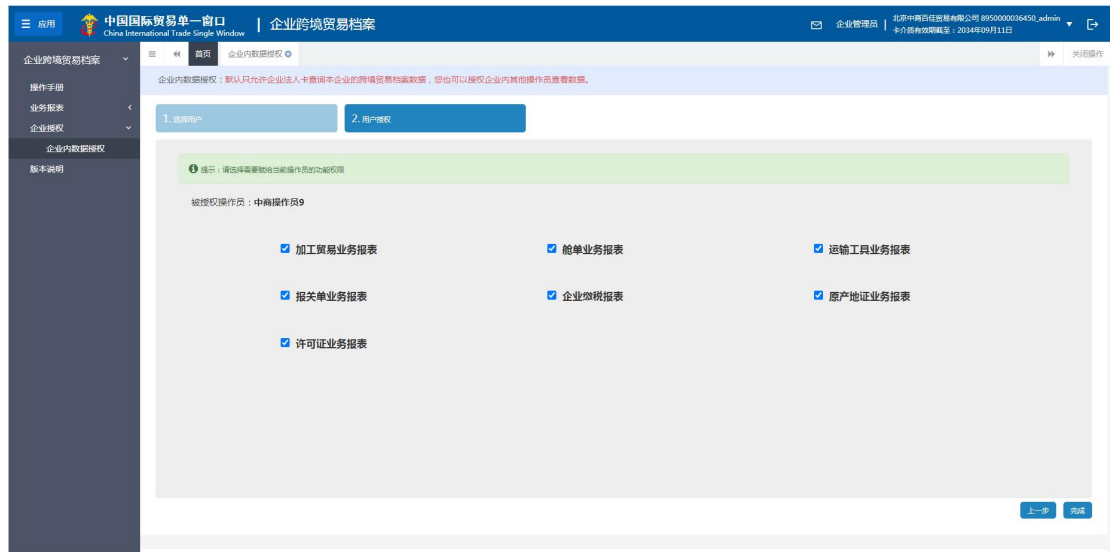 应用
中国国际贸易单一窗口
China International Trade Single Window
企业跨境贸易档案
企业管理员
北京中商百任贸易有限公司 8950000036450_admin
卡介质有效期截至：2034年09月11日
企业跨境贸易档案
首页
企业内数据授权
关闭操作
操作手册
业务报表
企业授权
企业内数据授权
版本说明
企业内数据授权：默认只允许企业法人卡查询本企业的跨境贸易档案数据，您也可以授权企业内其他操作员查看数据。
1. 选择用户
2. 用户授权
提示：请选择需要赋给当前操作员的功能权限
被授权操作员：中商操作员9
加工贸易业务报表
舱单业务报表
运输工具业务报表
报关单业务报表
企业缴税报表
原产地证业务报表
许可证业务报表
上一步
完成